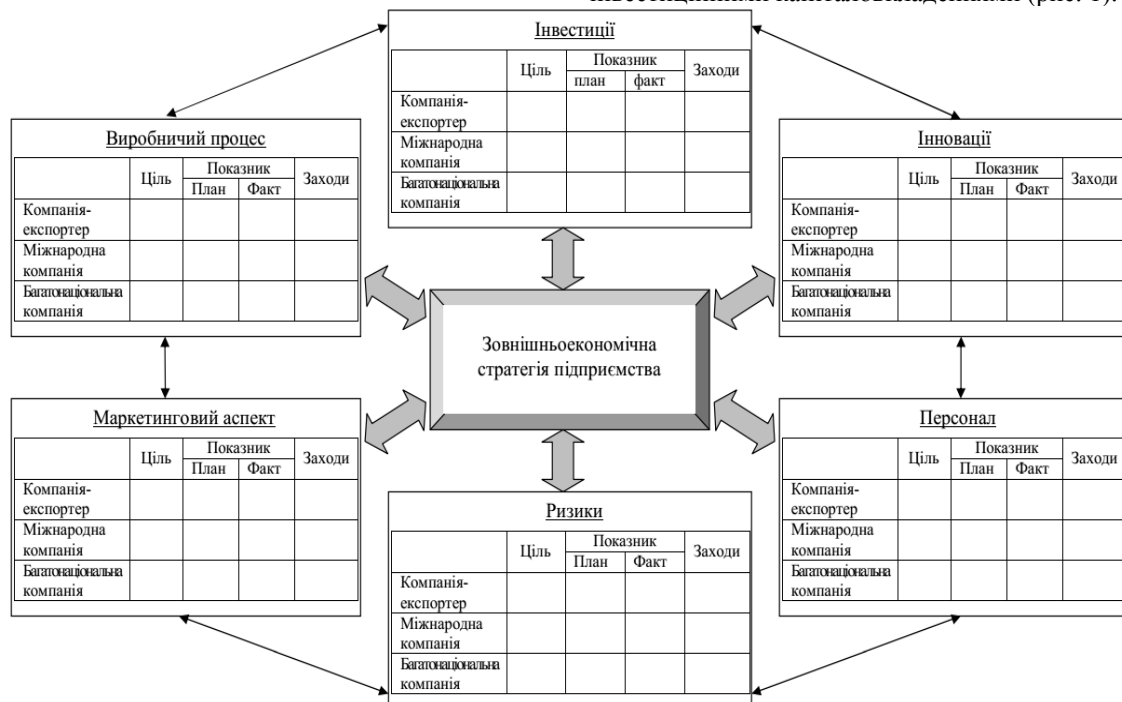 інвестиційними капіталовкладеннями (рис. 1).
Інвестиції
Ціль
Показник
Заходи
план
факт
Компанія-
експортер
Міжнародна
компанія
Багатонаціональна
компанія
Виробничий процес
Ціль
Показник
Заходи
План
Факт
Компанія-
експортер
Міжнародна
компанія
Багатонаціональна
компанія
Інновації
Ціль
Показник
Заходи
План
Факт
Компанія-
експортер
Міжнародна
компанія
Багатонаціональна
компанія
Зовнішньоекономічна
стратегія підприємства
Маркетинговий аспект
Ціль
Показник
Заходи
План
Факт
Компанія-
експортер
Міжнародна
компанія
Багатонаціональна
компанія
Персонал
Ціль
Показник
Заходи
План
Факт
Компанія-
експортер
Міжнародна
компанія
Багатонаціональна
компанія
Ризики
Ціль
Показник
Заходи
План
Факт
Компанія-
експортер
Міжнародна
компанія
Багатонаціональна
компанія